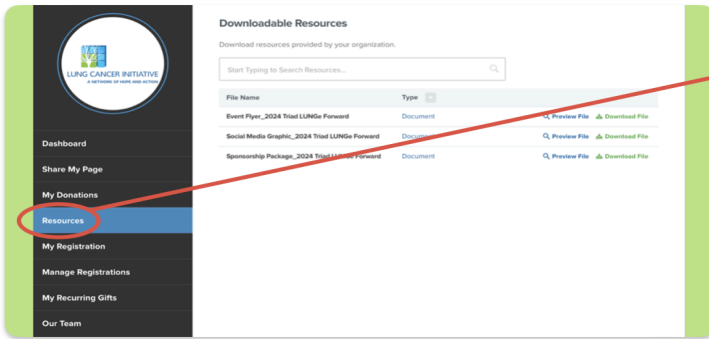 LUNG CANCER INITIATIVE
A NETWORK OF HOPE AND ACTION
Dashboard
Share My Page
My Donations
Resources
My Registration
Manage Registrations
My Recurring Gifts
Our Team
Downloadable Resources
Download resources provided by your organization.
Start Typing to Search Resources...
File Name Type
Event Flyer_2024 Triad LUNGe Forward Document Preview File Download File
Social Media Graphic_2024 Triad LUNGe Forward Document Preview File Download File
Sponsorship Package_2024 Triad LUNGe Forward Document Preview File Download File